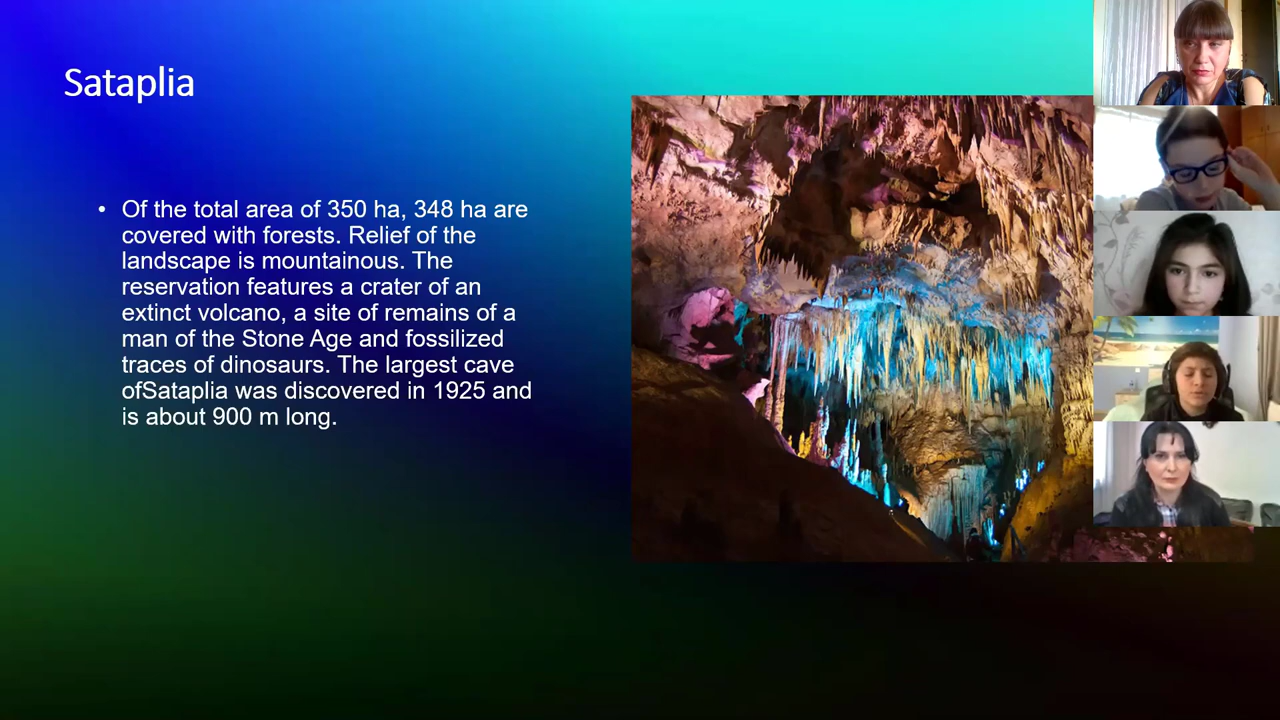 Sataplia
• Of the total area of 350 ha, 348 ha are
covered with forests. Relief of the
landscape is mountainous. The
reservation features a crater of an
extinct volcano, a site of remains of a
man of the Stone Age and fossilized
traces of dinosaurs. The largest cave
ofSataplia was discovered in 1925 and
is about 900 m long.